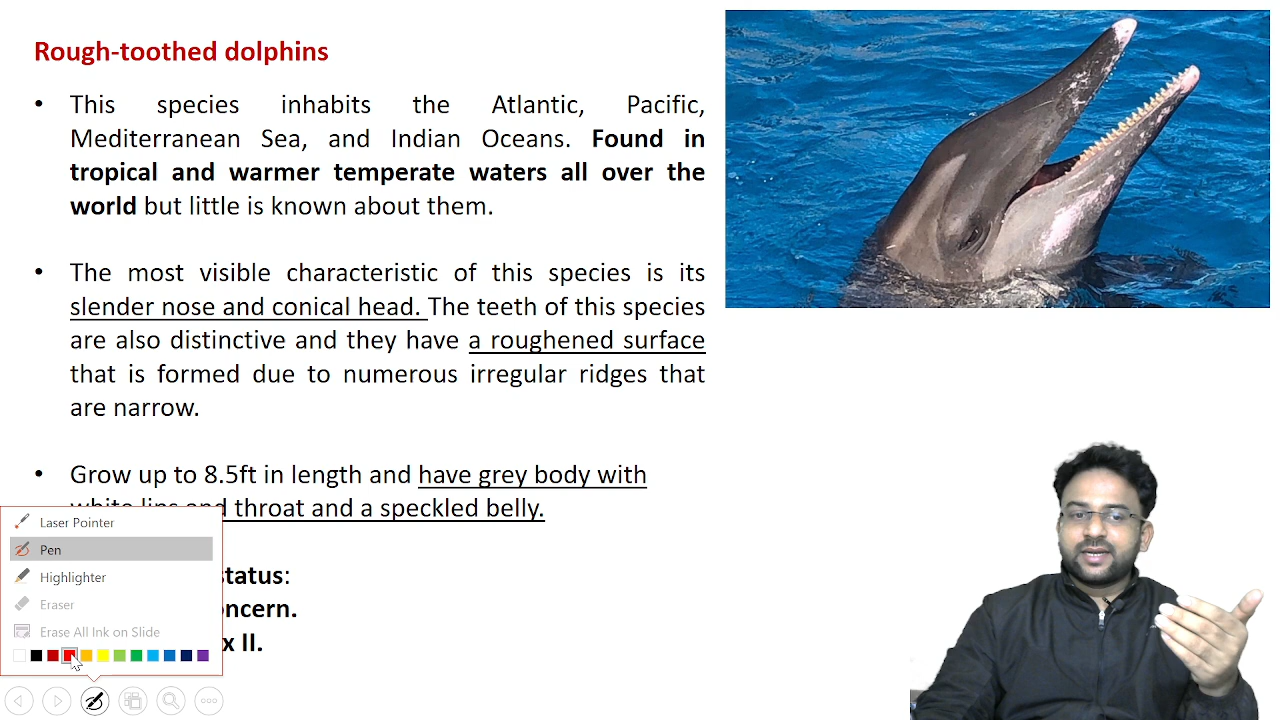 Rough-toothed dolphins
• This species inhabits the Atlantic, Pacific,
Mediterranean Sea, and Indian Oceans. Found in
tropical and warmer temperate waters all over the
world but little is known about them.
• The most visible characteristic of this species is its
slender nose and conical head. The teeth of this species
are also distinctive and they have a roughened surface
that is formed due to numerous irregular ridges that
are narrow.
• Grow up to 8.5ft in length and have grey body with
throat and a speckled belly.
status:
II.
Laser Pointer
Pen
Highlighter
Eraser
Erase All Ink on Slide